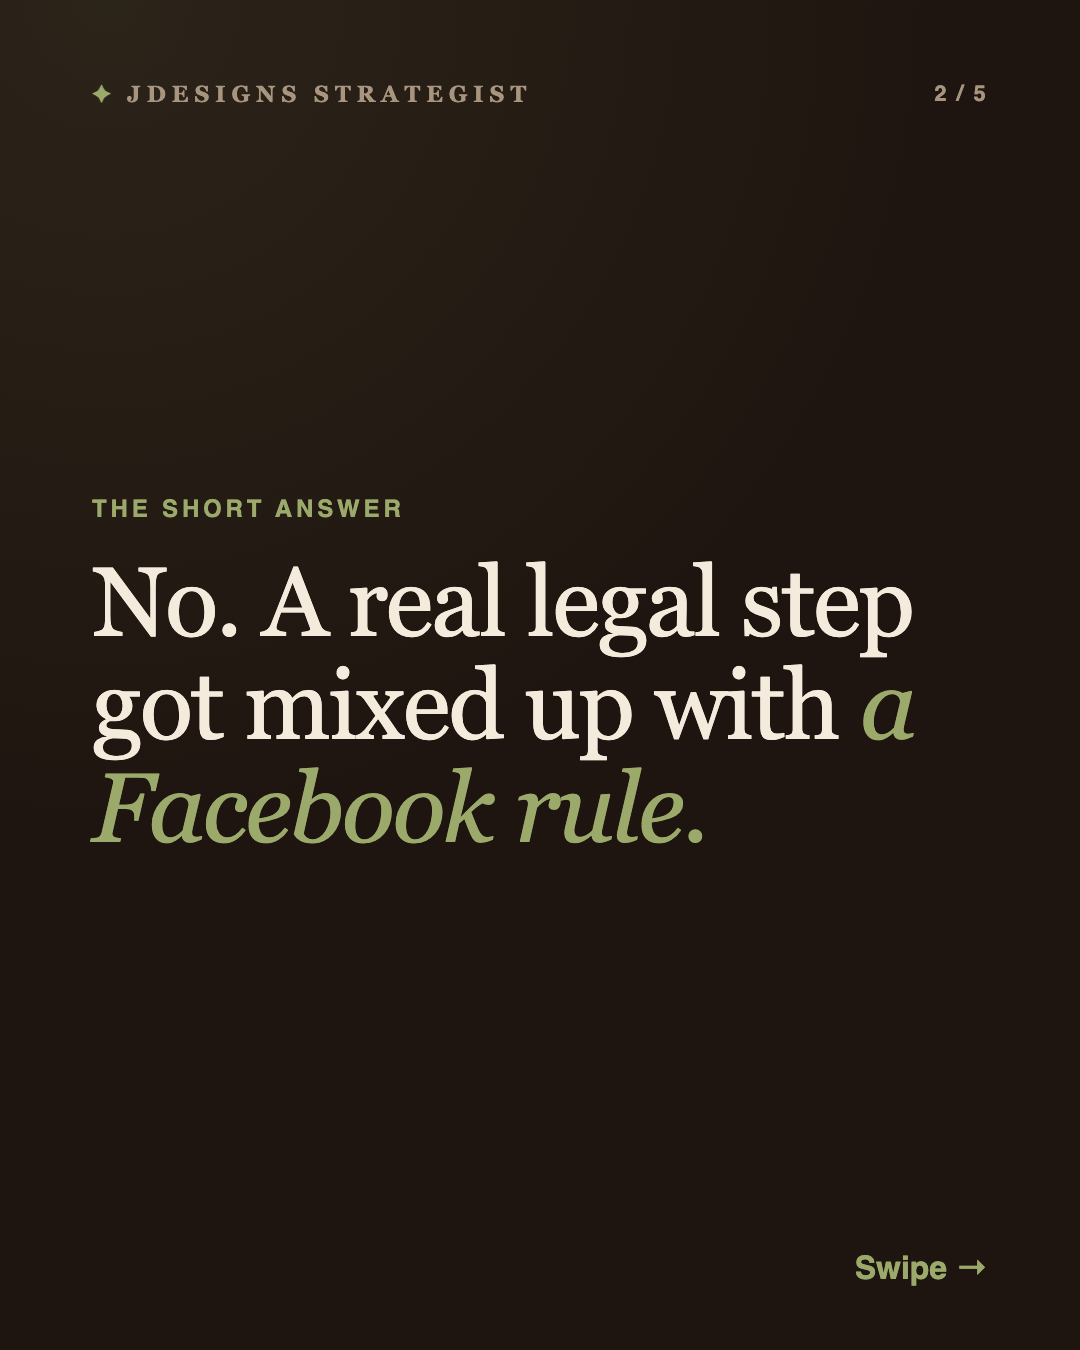 ✦ JDESIGNS STRATEGIST
2 / 5
THE SHORT ANSWER
No. A real legal step
got mixed up with a
Facebook rule.
Swipe →